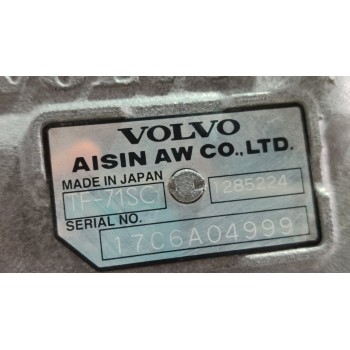 VOLVO
AISIN AW CO., LTD.
MADE IN JAPAN
TF-71SC 1285224
SERIAL NO.
17C6A04999